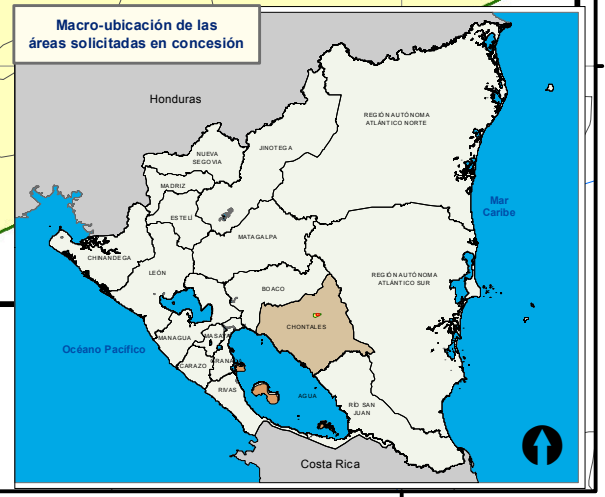 Macro-ubicación de las
áreas solicitadas en concesión
Honduras
REGIÓN AUTÓNOMA
ATLÁNTICO NORTE
JINOTEGA
NUEVA
SEGOVIA
MADRIZ
ESTELÍ
Mar
Caribe
MATAGALPA
CHINANDEGA
LEÓN
REGIÓN AUTÓNOMA
ATLÁNTICO SUR
BOACO
CHONTALES
MANAGUA
MASAYA
Océano Pacífico
CARAZO
GRANADA
RIVAS
AGUA
RÍO SAN
JUAN
Costa Rica